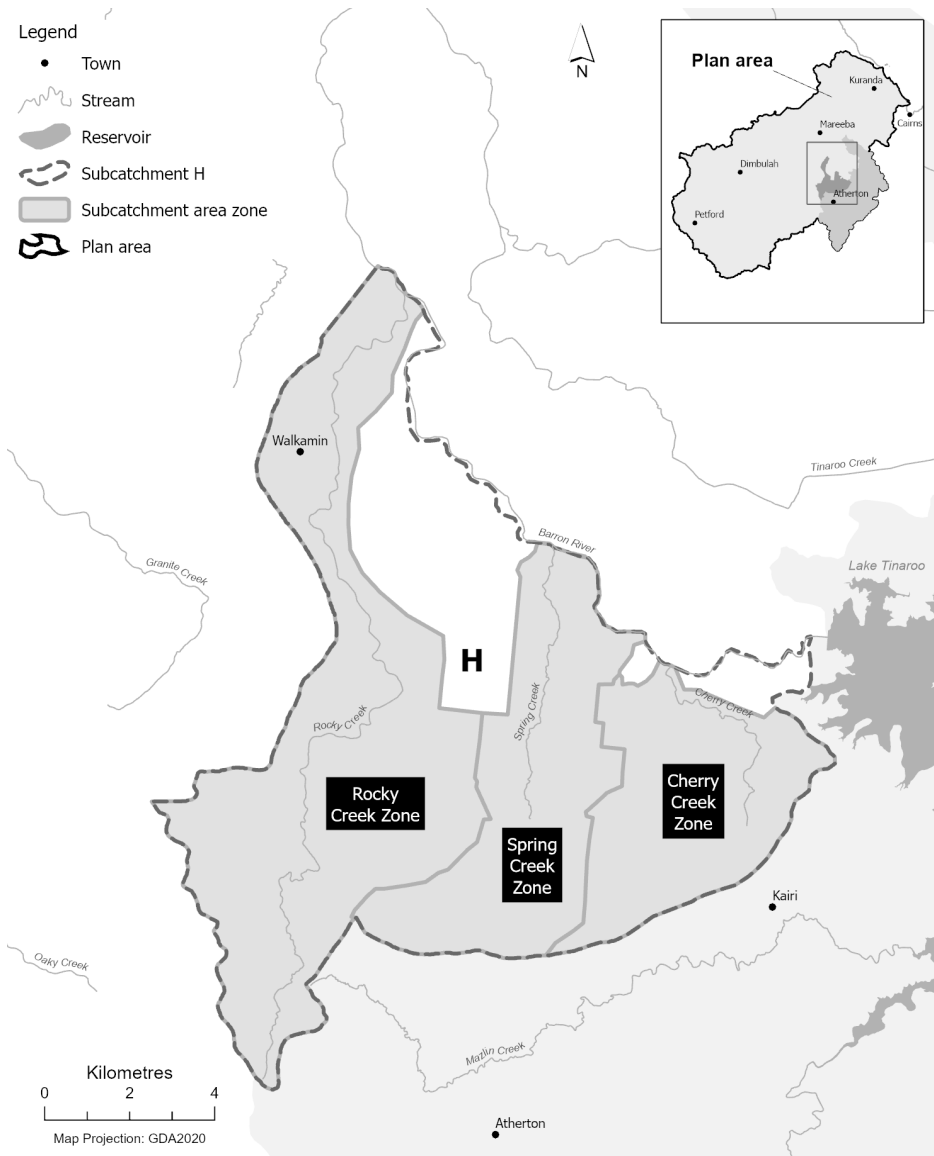 Legend
Town
Stream
Reservoir
Subcatchment H
Subcatchment area zone
Plan area
N
Plan area
Kuranda
Cairns
Mareeba
Dimbulah
Atherton
Petford
Walkamin
Tinaroo Creek
Barron River
Granite Creek
Lake Tinaroo
H
Spring Creek
Cherry Creek
Rocky Creek
Rocky
Creek Zone
Cherry
Creek
Zone
Spring
Creek
Zone
Kairi
Oaky Creek
Mazlin Creek
Kilometres
0 2 4
Map Projection: GDA2020
Atherton